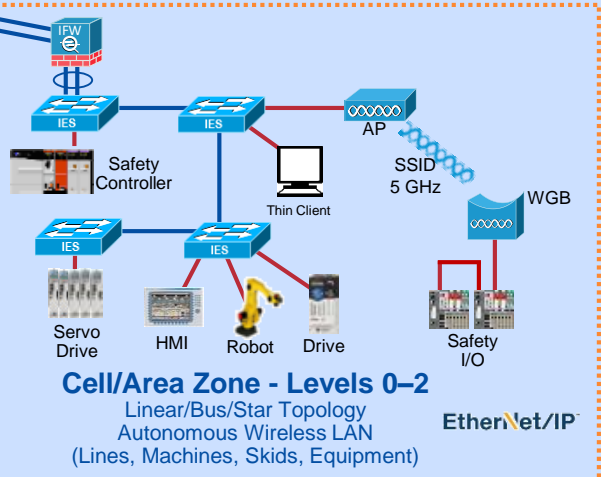 IFW
IES
IES
AP
Safety
Controller
Thin Client
SSID
5 GHz
WGB
IES
IES
Servo
Drive
HMI
Robot
Drive
Safety
I/O
Cell/Area Zone - Levels 0–2
Linear/Bus/Star Topology
Autonomous Wireless LAN
(Lines, Machines, Skids, Equipment)
EtherNet/IP